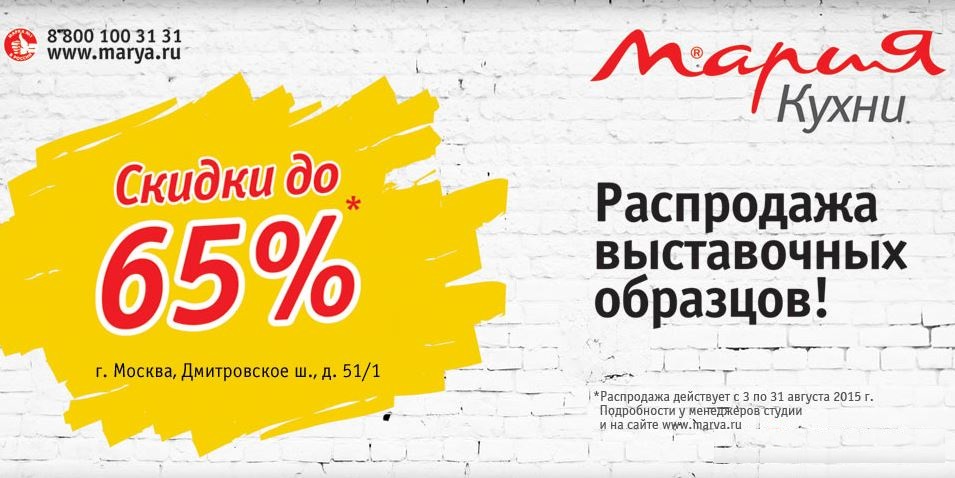 8 800 100 31 31
www.marya.ru
Мария®
Кухни
Скидки до
65%*
г. Москва, Дмитровское ш., д. 51/1
Распродажа
выставочных
образцов!
*Распродажа действует с 3 по 31 августа 2015 г.
Подробности у менеджеров студии
и на сайте www.marya.ru